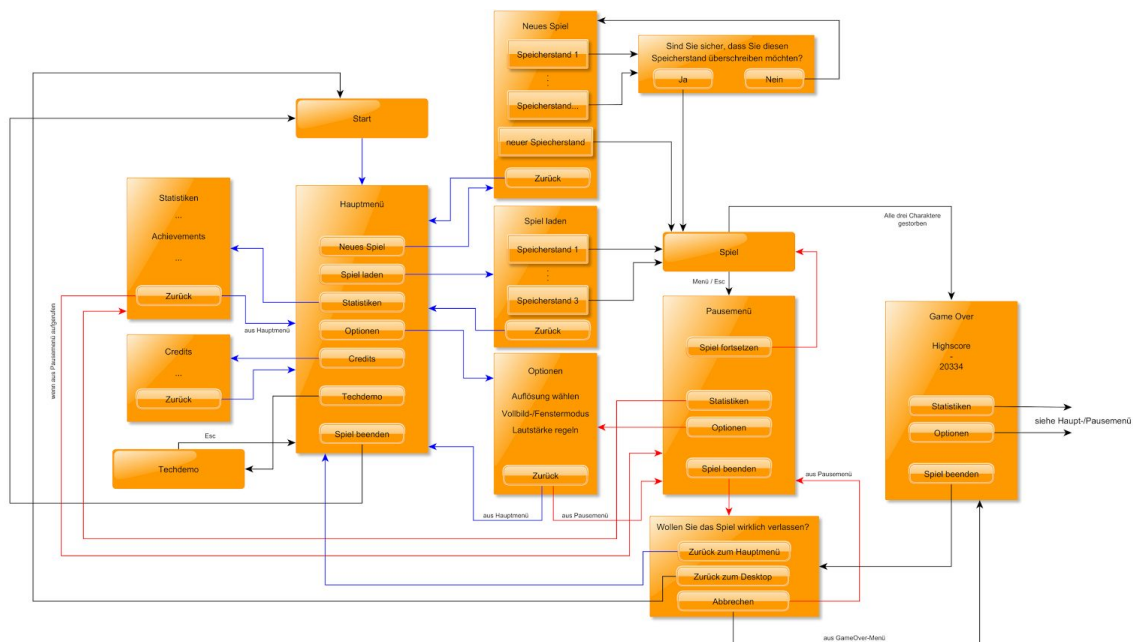 Neues Spiel
Speicherstand 1
:
Speicherstand...
neuer Spiecherstand
Zurück
Sind Sie sicher, dass Sie diesen
Speicherstand überschreiben möchten?
Ja
Nein
Start
Statistiken
...
Achievements
...
Zurück
aus Hauptmenü
wenn aus Pausemenü aufgerufen
Credits
...
Zurück
Esc
Techdemo
Hauptmenü
Neues Spiel
Spiel laden
Statistiken
Optionen
Credits
Techdemo
Spiel beenden
Spiel laden
Speicherstand 1
:
Speicherstand 3
Zurück
Optionen
Auflösung wählen
Vollbild-/Fenstermodus
Lautstärke regeln
Zurück
aus Hauptmenü
aus Pausemenü
Spiel
Menü / Esc
Alle drei Charaktere
gestorben
Pausemenü
Spiel fortsetzen
Statistiken
Optionen
Spiel beenden
aus Pausemenü
Game Over
Highscore
-
20334
Statistiken
Optionen
Spiel beenden
siehe Haupt-/Pausemenü
Wollen Sie das Spiel wirklich verlassen?
Zurück zum Hauptmenü
Zurück zum Desktop
Abbrechen
aus GameOver-Menü